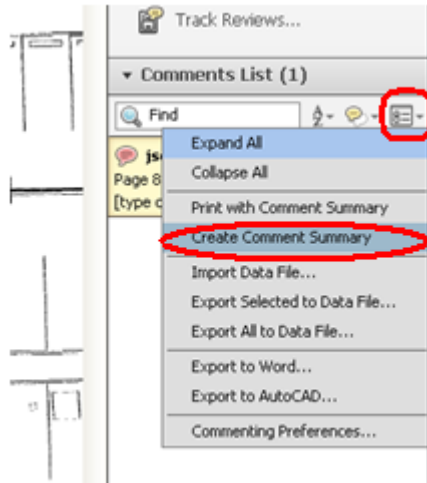 Track Reviews...
Comments List (1)
Find
Expand All
Collapse All
Page 8
Print with Comment Summary
Create Comment Summary
Import Data File...
Export Selected to Data File...
Export All to Data File...
Export to Word...
Export to AutoCAD...
Commenting Preferences...